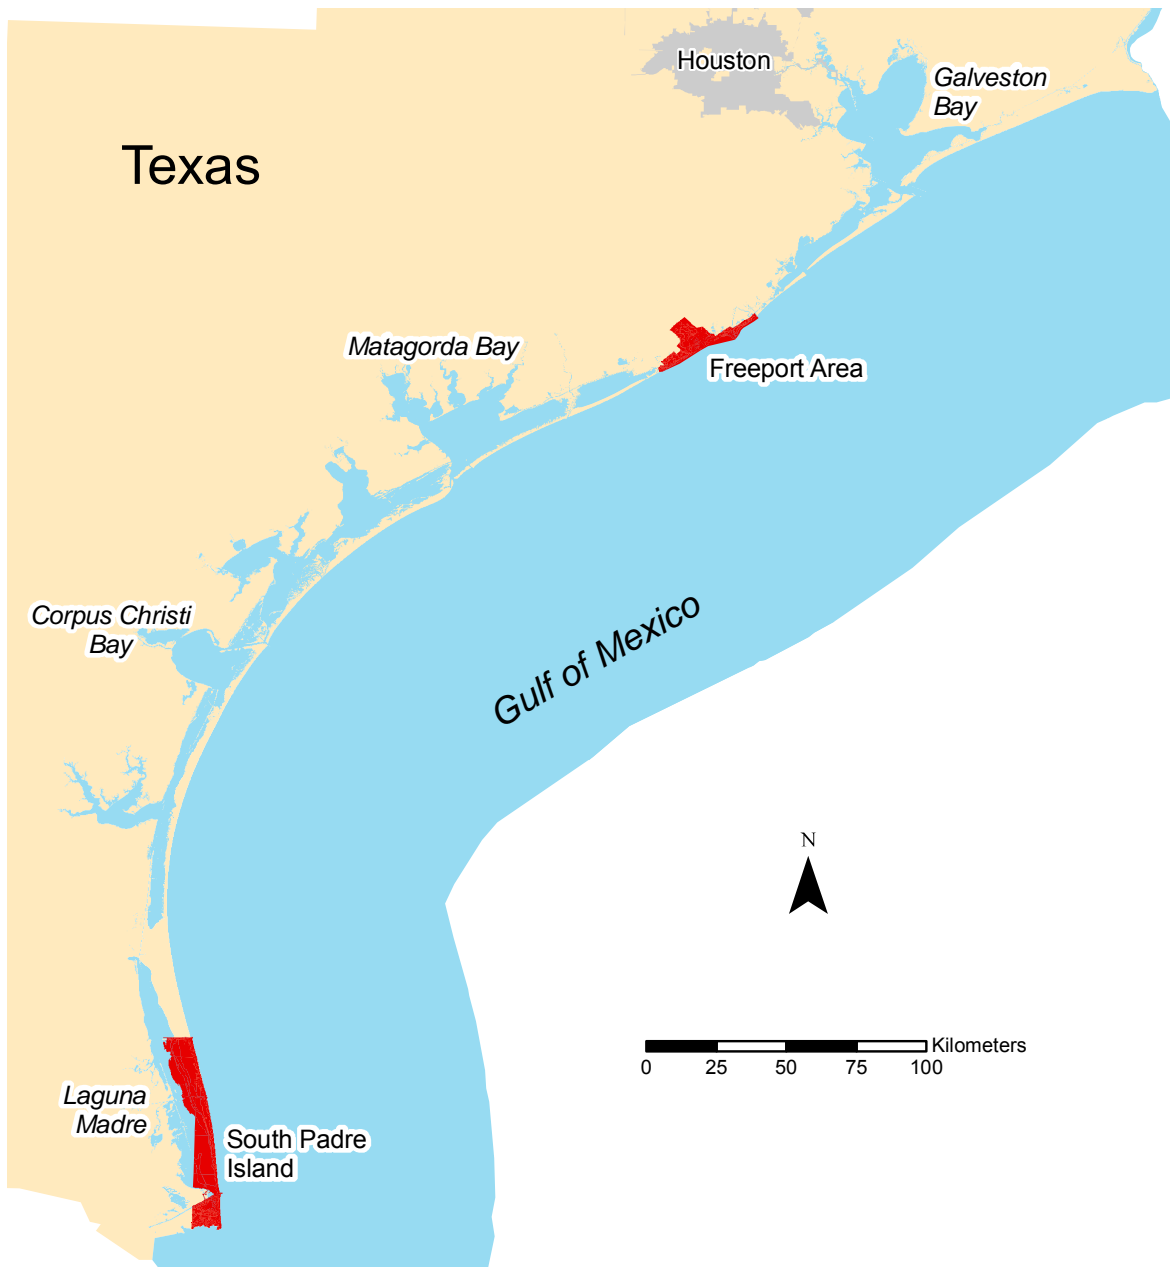 Houston
Galveston
Bay
Texas
Matagorda Bay
Freeport Area
Corpus Christi
Bay
Gulf of Mexico
N
Kilometers
0 25 50 75 100
Laguna
Madre
South Padre
Island